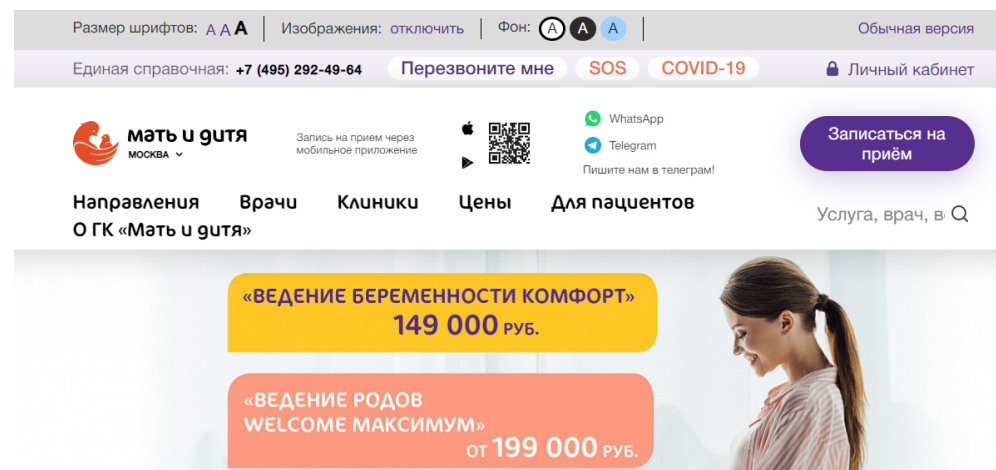 Размер шрифтов: А А А Изображения: отключить Фон: А А А Обычная версия
Единая справочная: +7 (495) 292-49-64 Перезвоните мне SOS COVID-19 Личный кабинет
мать и дитя
МОСКВА
Запись на прием через
мобильное приложение
WhatsApp
Telegram
Пишите нам в телеграм!
Записаться на
приём
Направления Врачи Клиники Цены Для пациентов
О ГК «Мать и дитя»
Услуга, врач,
«ВЕДЕНИЕ БЕРЕМЕННОСТИ КОМФОРТ»
149 000 РУБ.
«ВЕДЕНИЕ РОДОВ
WELCOME МАКСИМУМ»
ОТ 199 000 РУБ.